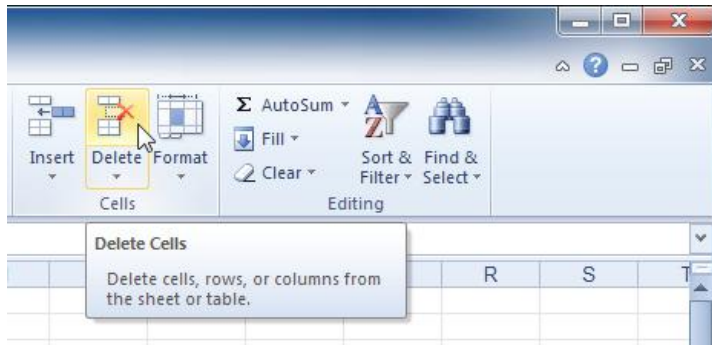 Σ AutoSum
Fill
Clear
Insert
Delete
Format
Sort &
Filter
Find &
Select
Cells
Editing
Delete Cells
Delete cells, rows, or columns from
the sheet or table.
R
S
T